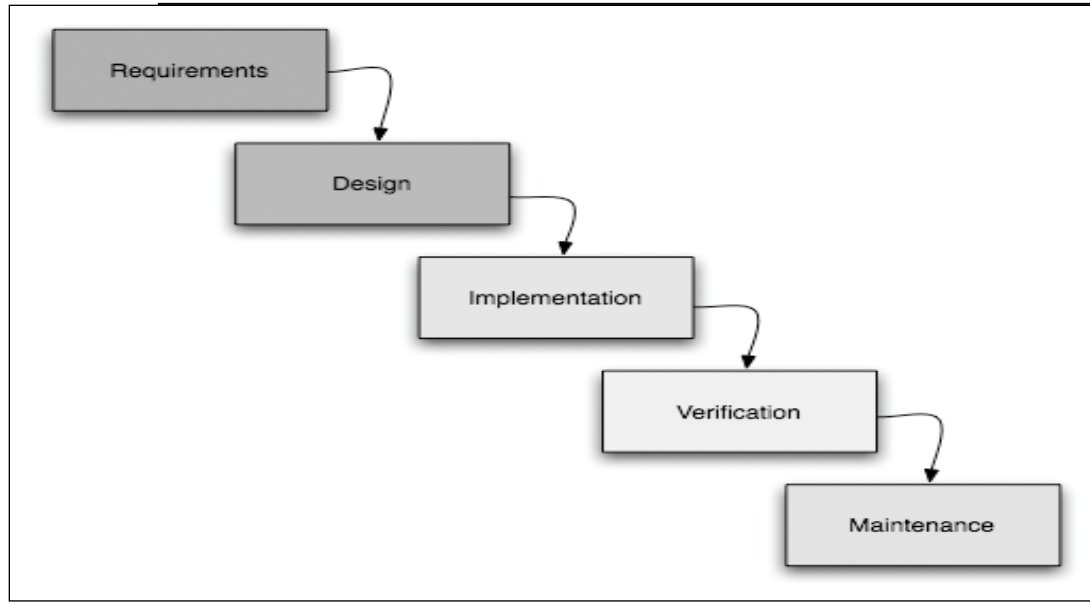 Requirements
Design
Implementation
Verification
Maintenance